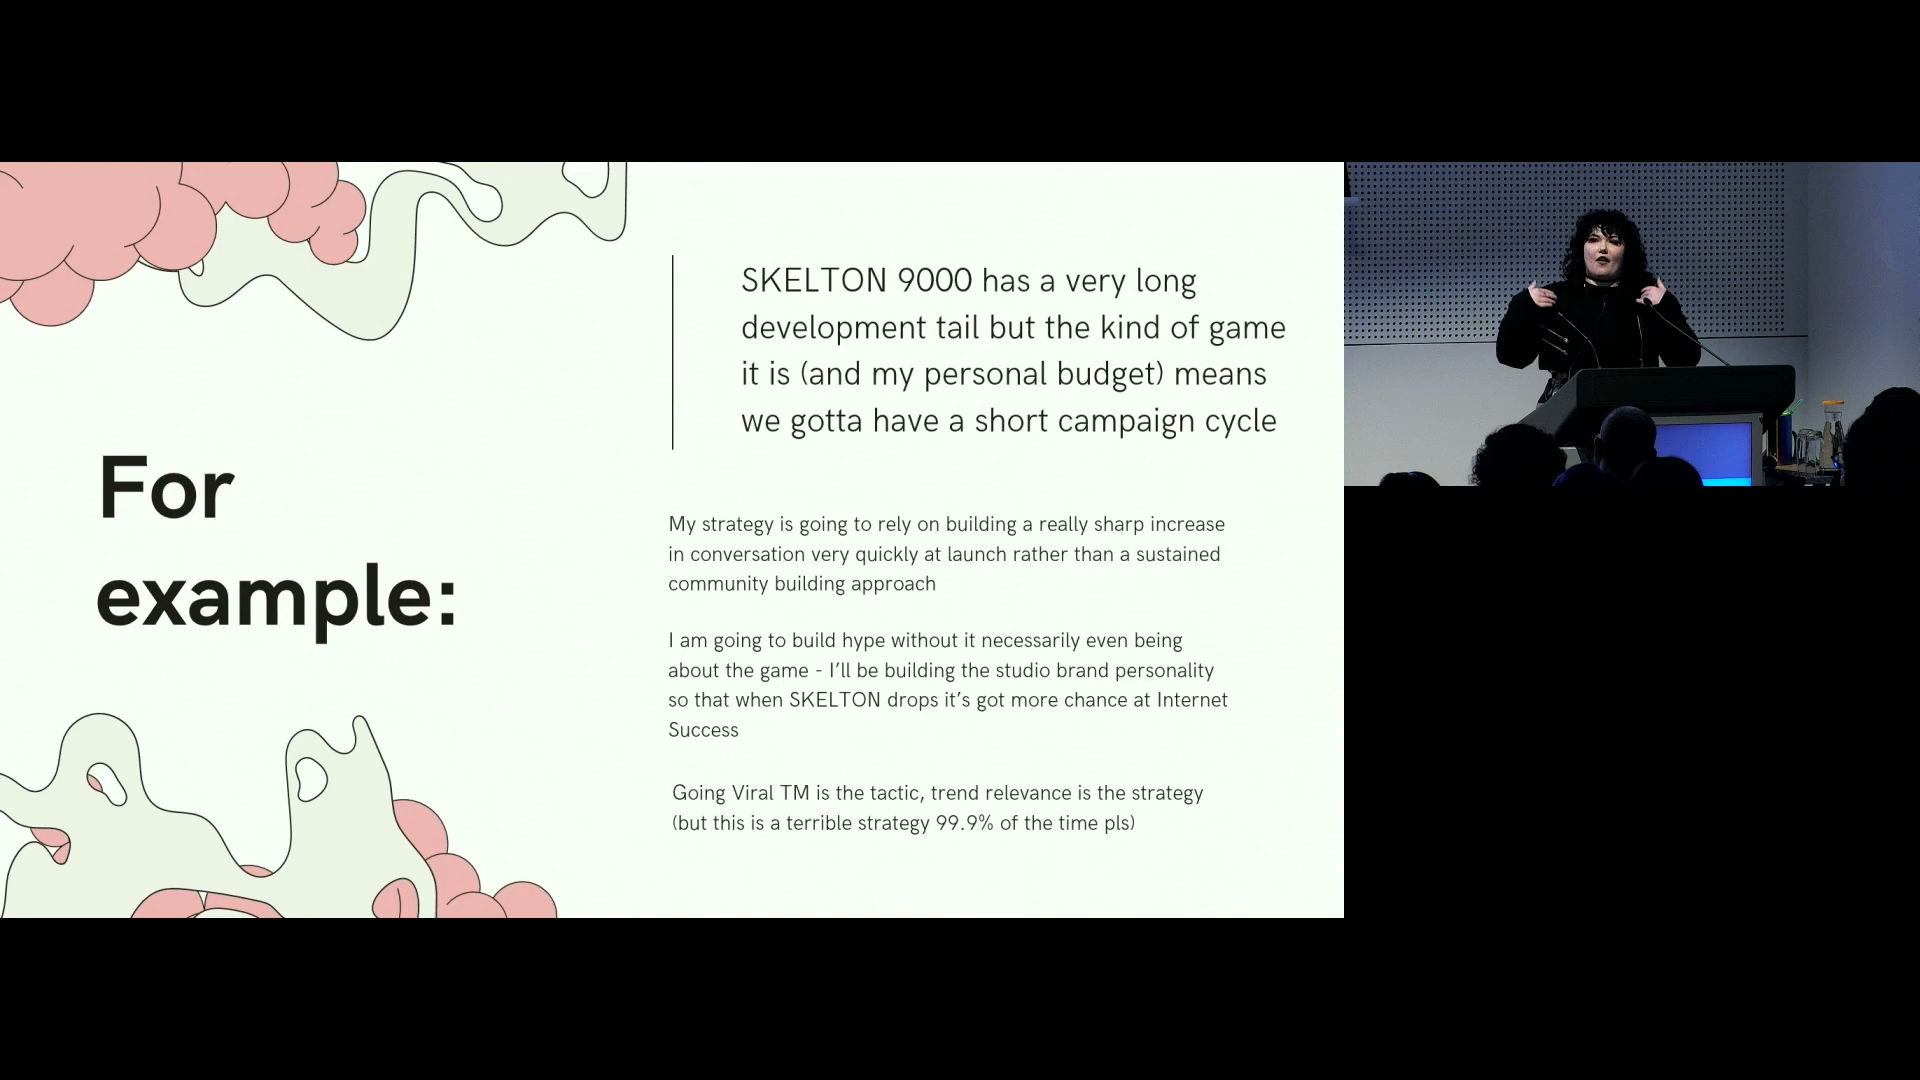 For
example:
SKELTON 9000 has a very long
development tail but the kind of game
it is (and my personal budget) means
we gotta have a short campaign cycle
My strategy is going to rely on building a really sharp increase
in conversation very quickly at launch rather than a sustained
community building approach
I am going to build hype without it necessarily even being
about the game - I’ll be building the studio brand personality
so that when SKELTON drops it’s got more chance at Internet
Success
Going Viral TM is the tactic, trend relevance is the strategy
(but this is a terrible strategy 99.9% of the time pls)